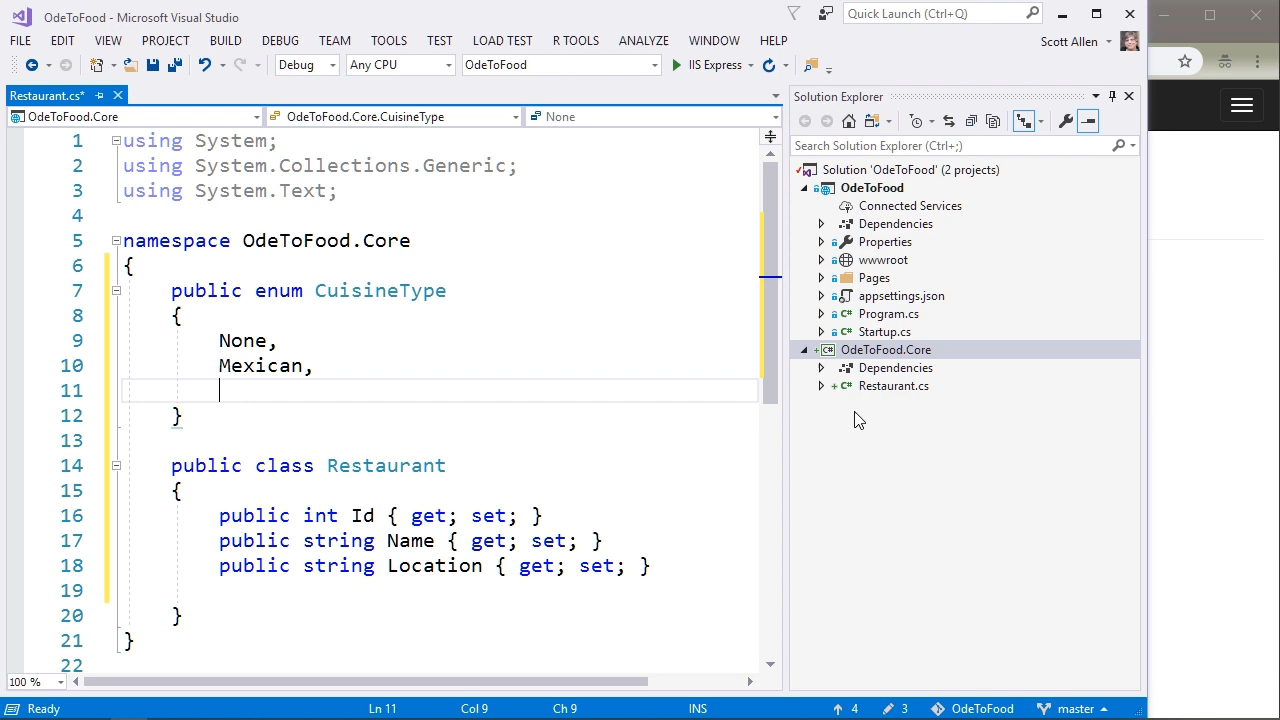 OdeToFood - Microsoft Visual Studio
Quick Launch (Ctrl+Q)
FILE EDIT VIEW PROJECT BUILD DEBUG TEAM TOOLS TEST LOAD TEST R TOOLS ANALYZE WINDOW HELP
Scott Allen
Debug Any CPU OdeToFood IIS Express
Restaurant.cs*
OdeToFood.Core OdeToFood.Core.CuisineType None
1 using System;
2 using System.Collections.Generic;
3 using System.Text;
4
5 namespace OdeToFood.Core
6 {
7 public enum CuisineType
8 {
9 None,
10 Mexican,
11
12 }
13
14 public class Restaurant
15 {
16 public int Id { get; set; }
17 public string Name { get; set; }
18 public string Location { get; set; }
19
20 }
21 }
22
100 %
Solution Explorer
Search Solution Explorer (Ctrl+;)
Solution 'OdeToFood' (2 projects)
OdeToFood
Connected Services
Dependencies
Properties
wwwroot
Pages
appsettings.json
Program.cs
Startup.cs
OdeToFood.Core
Dependencies
Restaurant.cs
Ready Ln 11 Col 9 Ch 9 INS 4 3 OdeToFood master